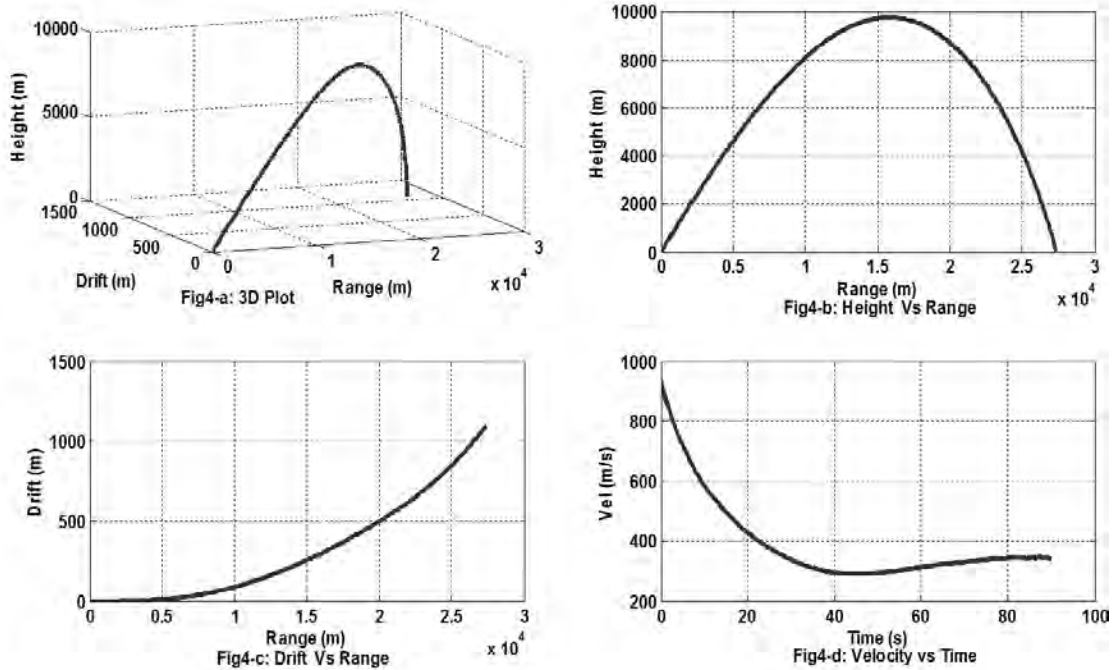 10000
5000
0
1500
1000
500
0
0
1
2
3
x 10^4
Height (m)
Drift (m)
Range (m)
Fig4-a: 3D Plot
10000
8000
6000
4000
2000
0
0
0.5
1
1.5
2
2.5
3
x 10^4
Height (m)
Range (m)
Fig4-b: Height Vs Range
1500
1000
500
0
0
0.5
1
1.5
2
2.5
3
x 10^4
Drift (m)
Range (m)
Fig4-c: Drift Vs Range
1000
800
600
400
200
0
20
40
60
80
100
Vel (m/s)
Time (s)
Fig4-d: Velocity vs Time